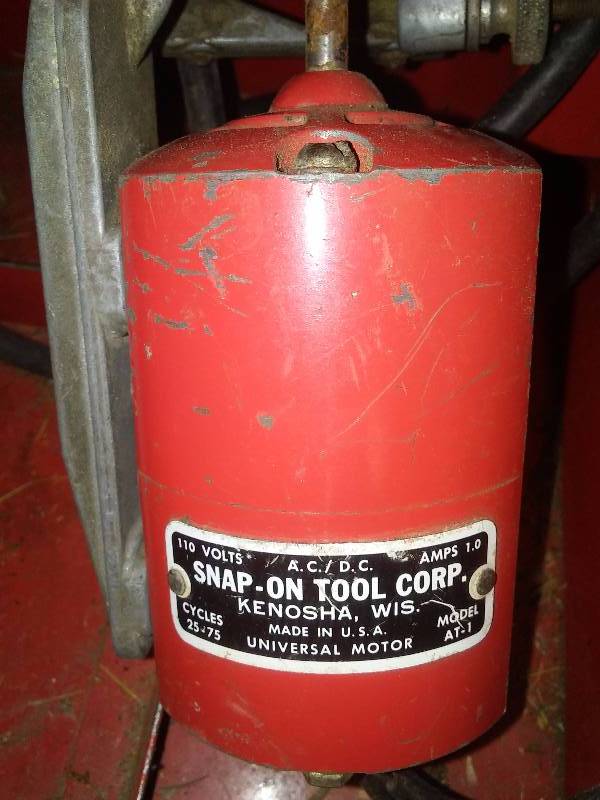 110 VOLTS A.C./D.C. AMPS 1.0
SNAP-ON TOOL CORP.
KENOSHA, WIS.
CYCLES 25-75
MADE IN U.S.A.
MODEL AT-1
UNIVERSAL MOTOR